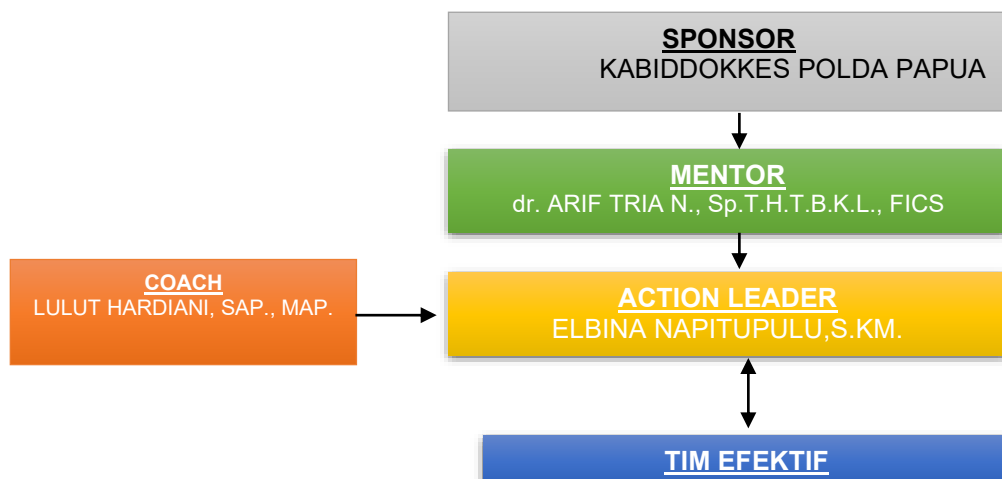 SPONSOR
KABIDDOKKES POLDA PAPUA
MENTOR
dr. ARIF TRIA N., Sp.T.H.T.B.K.L., FICS
COACH
LULUT HARDIANI, SAP., MAP.
ACTION LEADER
ELBINA NAPITUPULU,S.KM.
TIM EFEKTIF